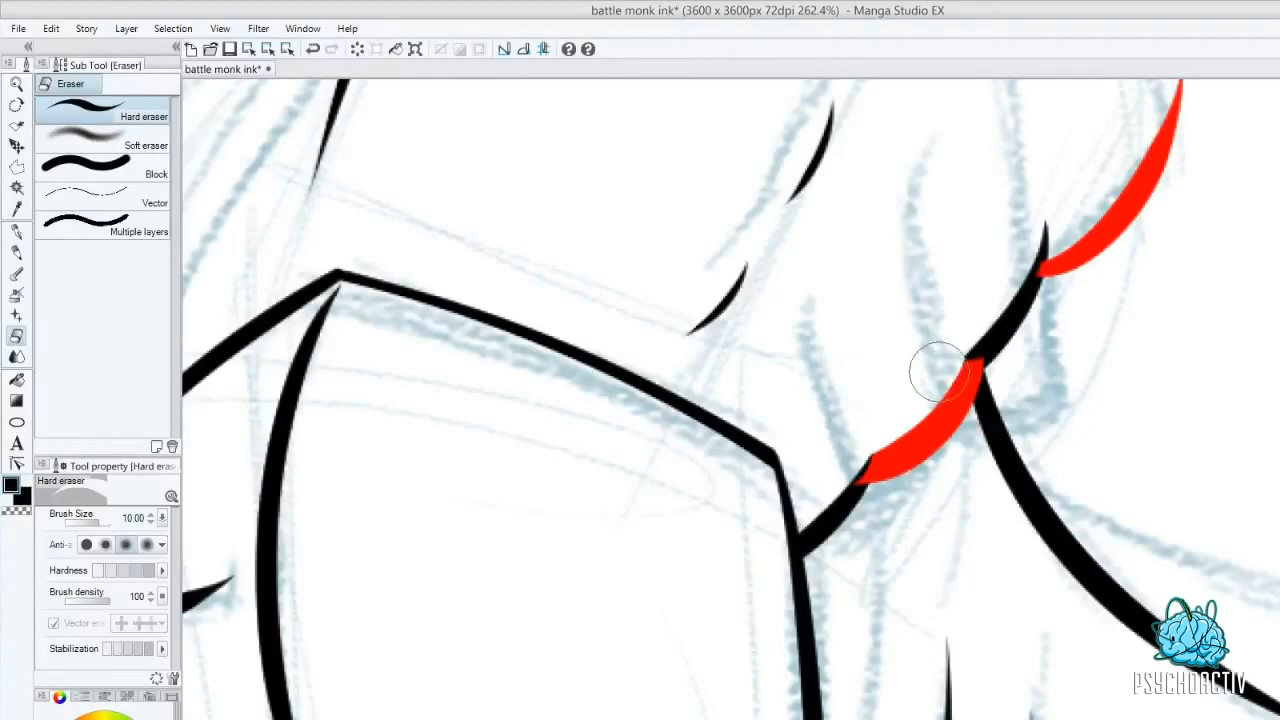 battle monk ink* (3600 x 3600px 72dpi 262.4%) - Manga Studio EX
File Edit Story Layer Selection View Filter Window Help
Sub Tool [Eraser]
battle monk ink*
Eraser
Hard eraser
Soft eraser
Block
Vector
Multiple layers
A
Tool property [Hard eras
Hard eraser
Brush Size 10.00
Anti-a
Hardness
Brush density 100
Vector era
Stabilization
PSYCHOACTIV